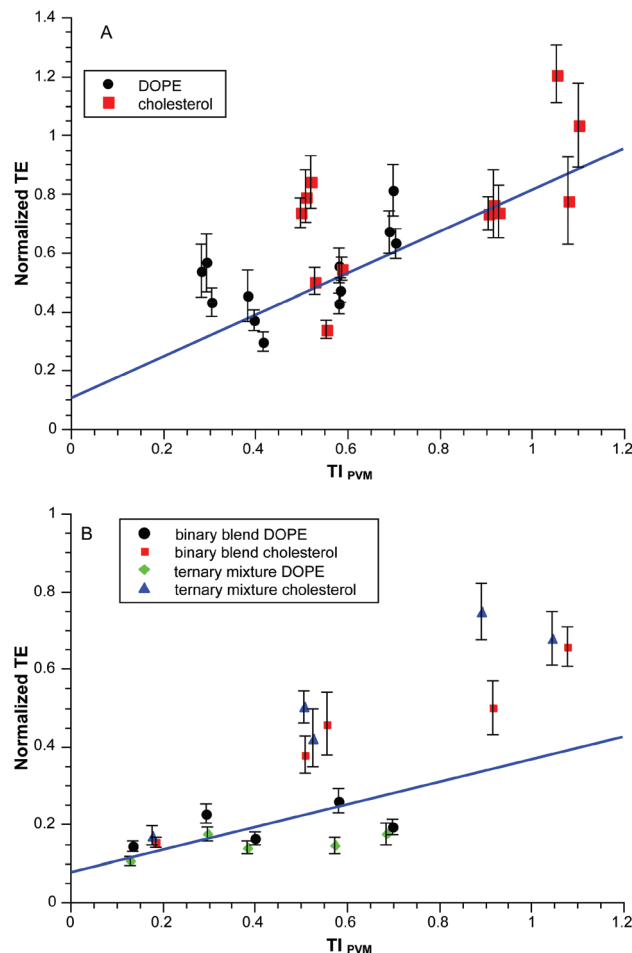 A
DOPE
cholesterol
1.4
1.2
1
0.8
0.6
0.4
0.2
0
Normalized TE
0 0.2 0.4 0.6 0.8 1 1.2
TI PVM
B
binary blend DOPE
binary blend cholesterol
ternary mixture DOPE
ternary mixture cholesterol
1
0.8
0.6
0.4
0.2
0
Normalized TE
0 0.2 0.4 0.6 0.8 1 1.2
TI PVM